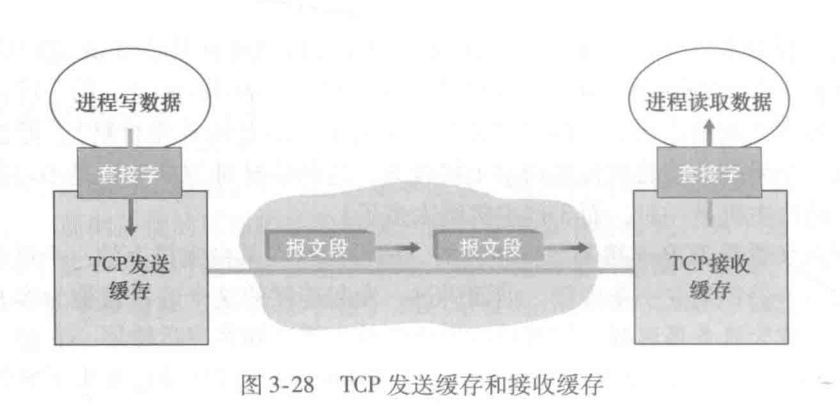 进程写数据
进程读取数据
套接字
套接字
报文段
报文段
TCP发送
缓存
TCP接收
缓存
图 3-28 TCP 发送缓存和接收缓存